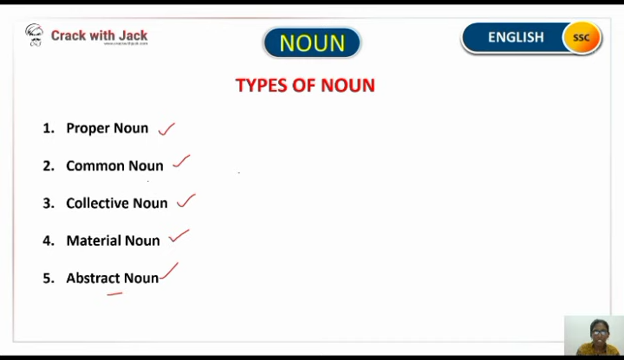 Crack with Jack
NOUN
ENGLISH
SSC
TYPES OF NOUN
1. Proper Noun
2. Common Noun
3. Collective Noun
4. Material Noun
5. Abstract Noun